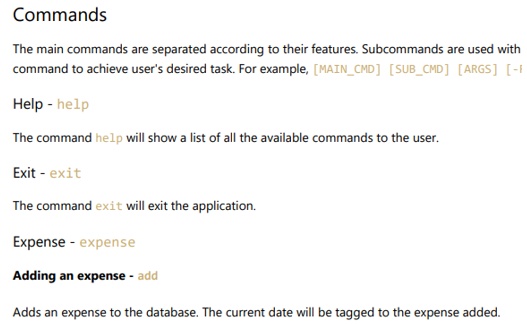 Commands
The main commands are separated according to their features. Subcommands are used with
command to achieve user's desired task. For example, [MAIN_CMD] [SUB_CMD] [ARGS] [-
Help - help
The command help will show a list of all the available commands to the user.
Exit - exit
The command exit will exit the application.
Expense - expense
Adding an expense - add
Adds an expense to the database. The current date will be tagged to the expense added.